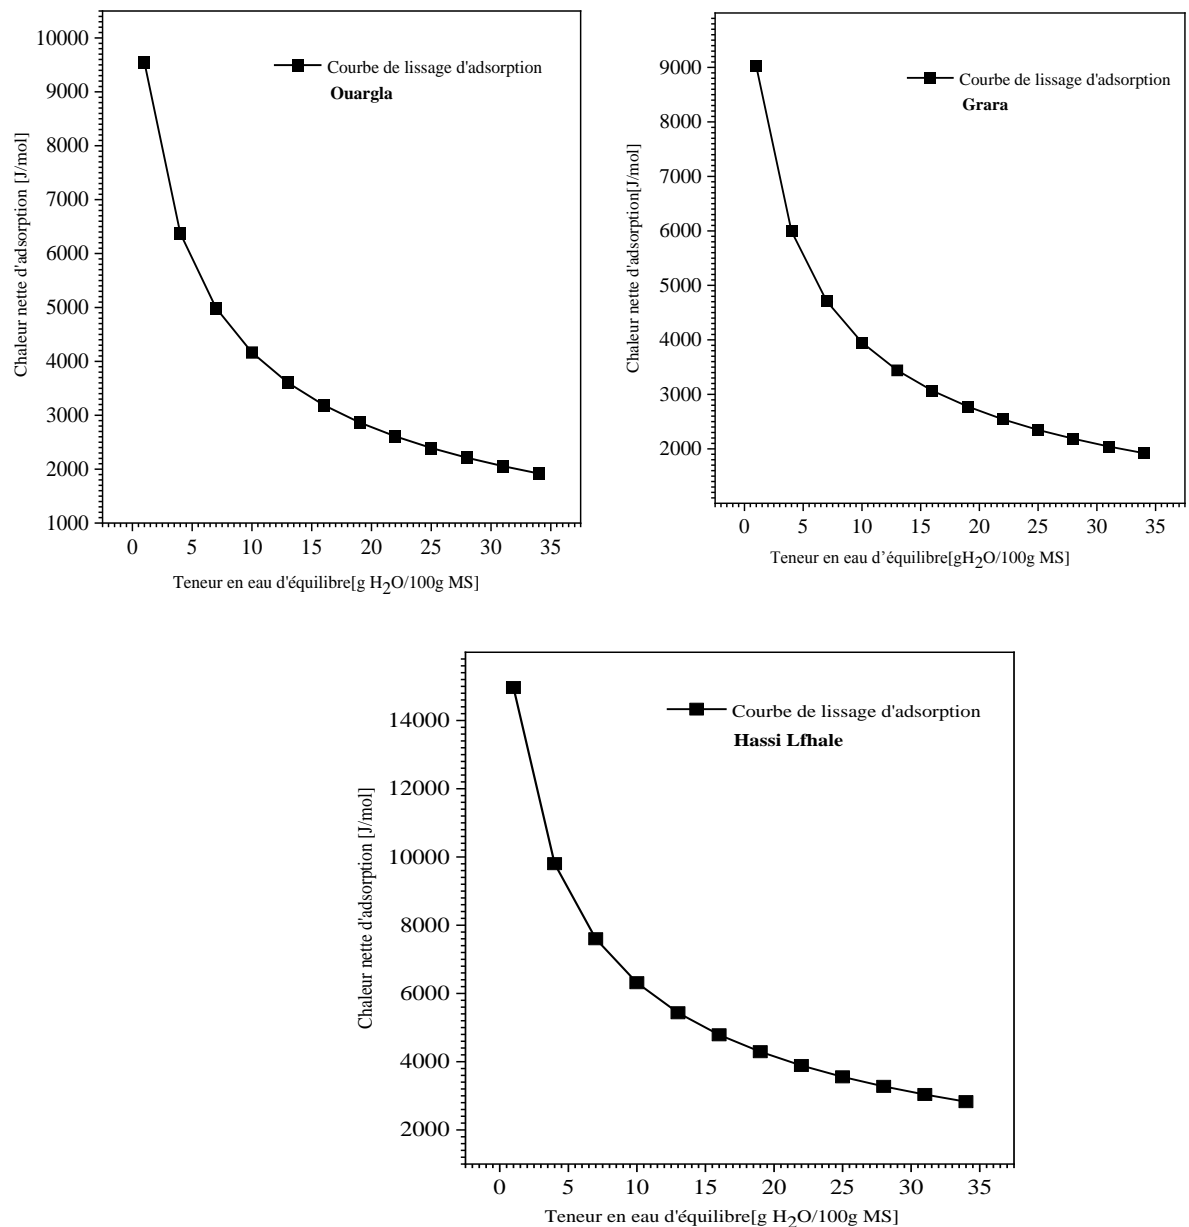 10000
9000
8000
7000
6000
5000
4000
3000
2000
1000
Chaleur nette d'adsorption [J/mol]
Courbe de lissage d'adsorption
Ouargla
0 5 10 15 20 25 30 35
Teneur en eau d'équilibre[g H2O/100g MS]
9000
8000
7000
6000
5000
4000
3000
2000
Chaleur nette d'adsorption[J/mol]
Courbe de lissage d'adsorption
Grara
0 5 10 15 20 25 30 35
Teneur en eau d’équilibre[gH2O/100g MS]
14000
12000
10000
8000
6000
4000
2000
Chaleur nette d'adsorption [J/mol]
Courbe de lissage d'adsorption
Hassi Lfhale
0 5 10 15 20 25 30 35
Teneur en eau d'équilibre[g H2O/100g MS]